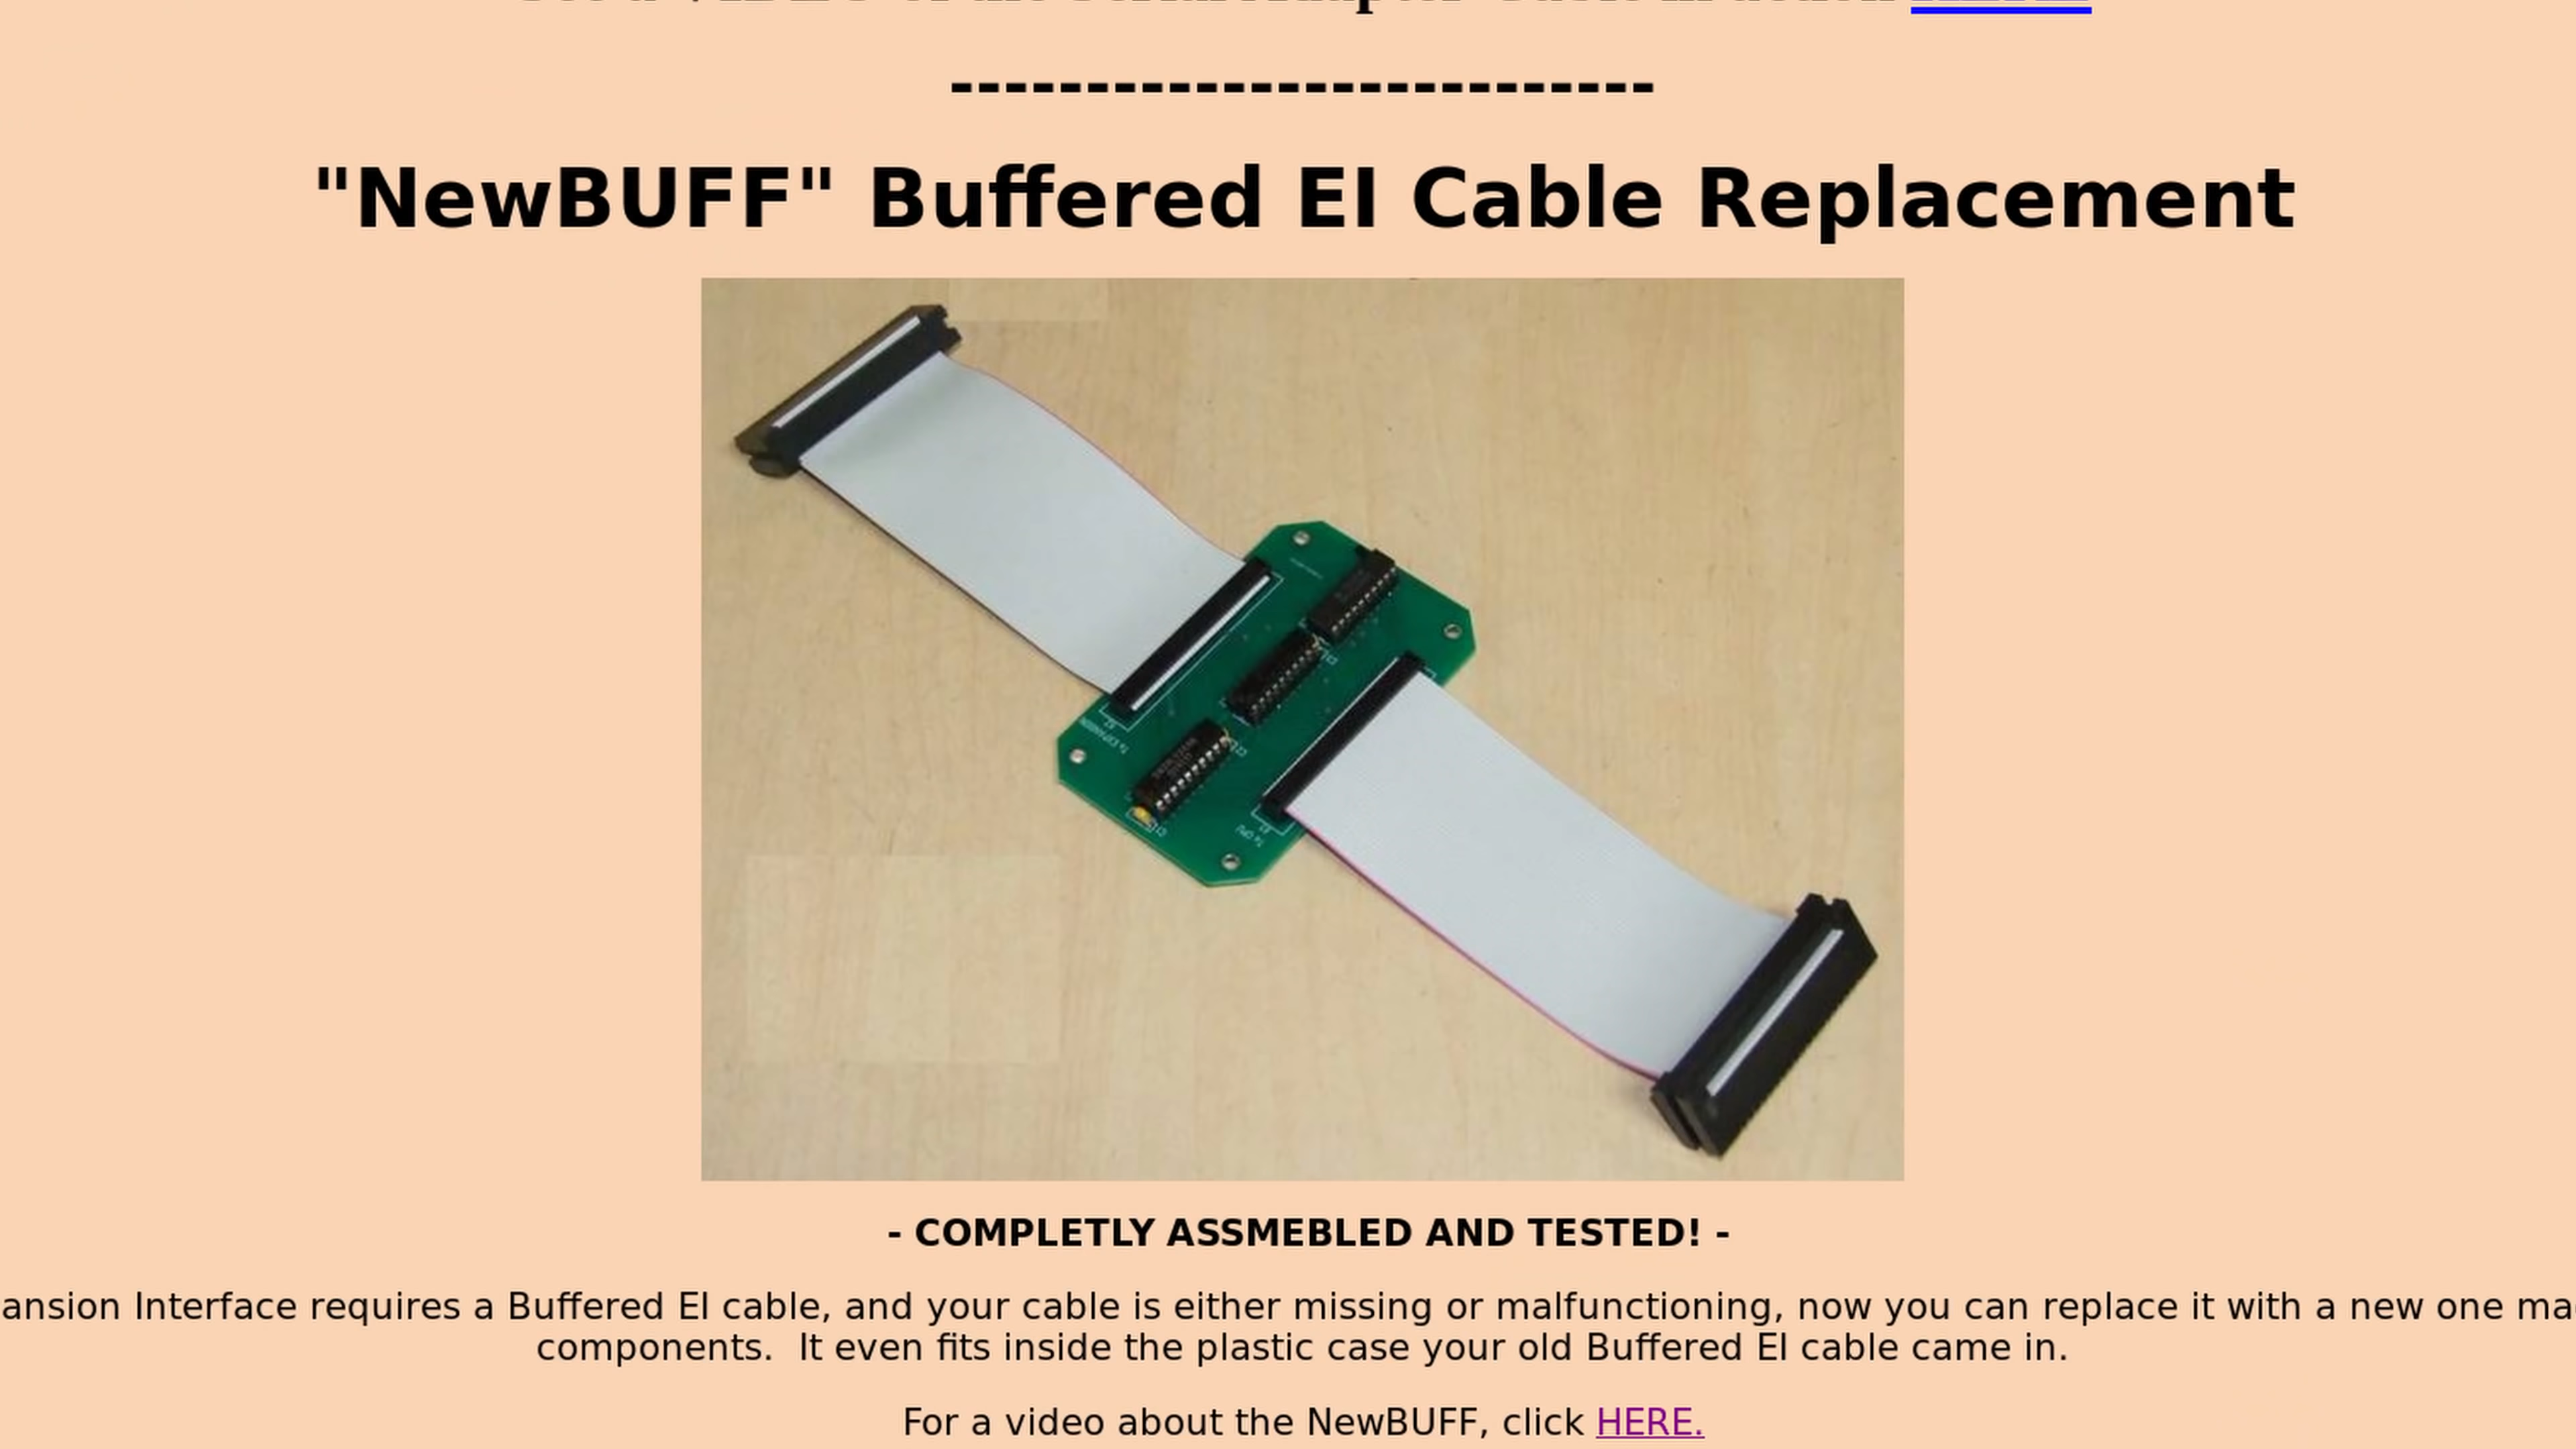 --------------------------
"NewBUFF" Buffered EI Cable Replacement
- COMPLETLY ASSMEBLED AND TESTED! -
ansion Interface requires a Buffered EI cable, and your cable is either missing or malfunctioning, now you can replace it with a new one ma
components.  It even fits inside the plastic case your old Buffered EI cable came in.
For a video about the NewBUFF, click HERE.